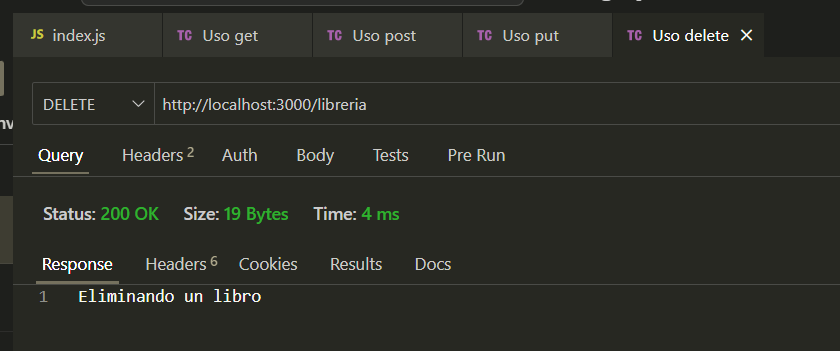 JS index.js TC Uso get TC Uso post TC Uso put TC Uso delete ×
DELETE http://localhost:3000/libreria
Query Headers 2 Auth Body Tests Pre Run
Status: 200 OK Size: 19 Bytes Time: 4 ms
Response Headers 6 Cookies Results Docs
1 Eliminando un libro